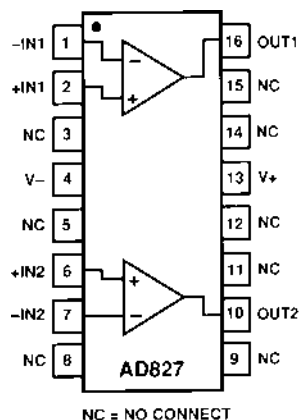 -IN1 1 16 OUT1
+IN1 2 15 NC
NC 3 14 NC
V- 4 13 V+
NC 5 12 NC
+IN2 6 11 NC
-IN2 7 10 OUT2
NC 8 9 NC
- +
+ -
AD827
NC = NO CONNECT